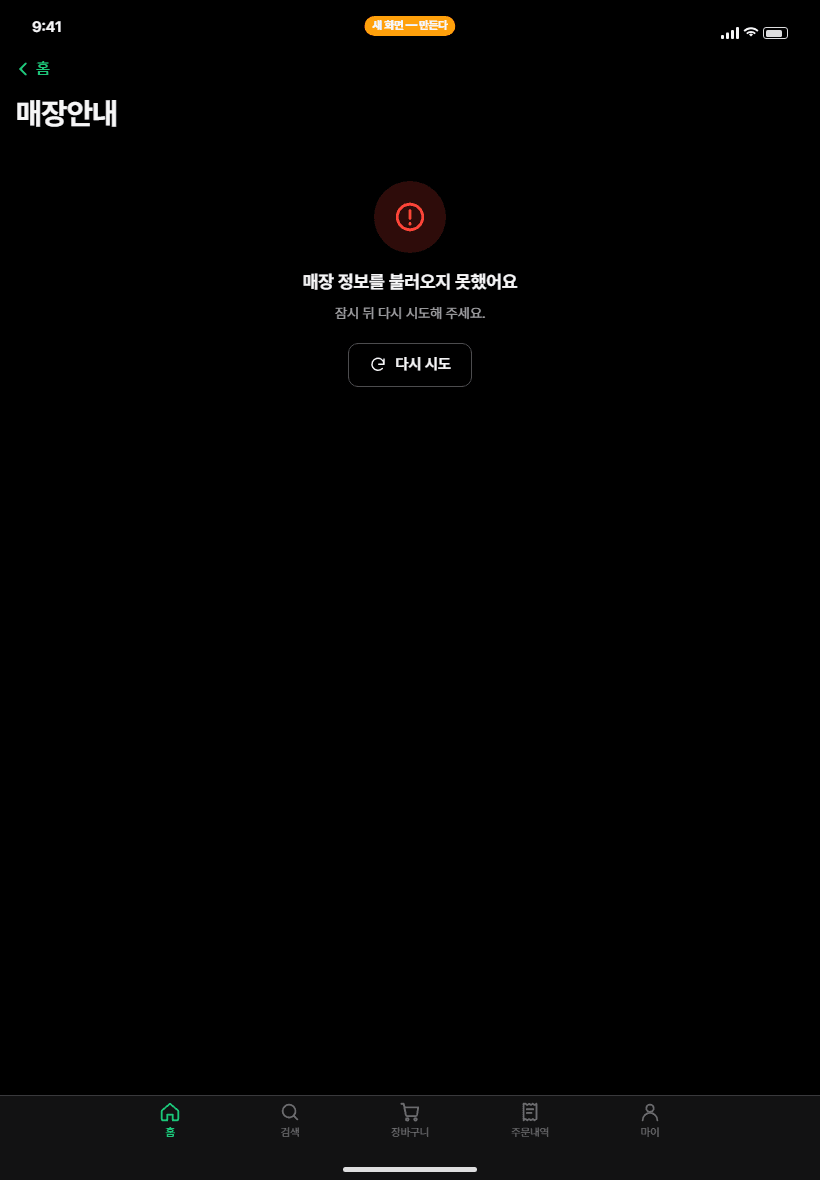 9:41
새 화면 — 만든다
홈
매장안내
매장 정보를 불러오지 못했어요
잠시 뒤 다시 시도해 주세요.
다시 시도
홈
검색
장바구니
주문내역
마이